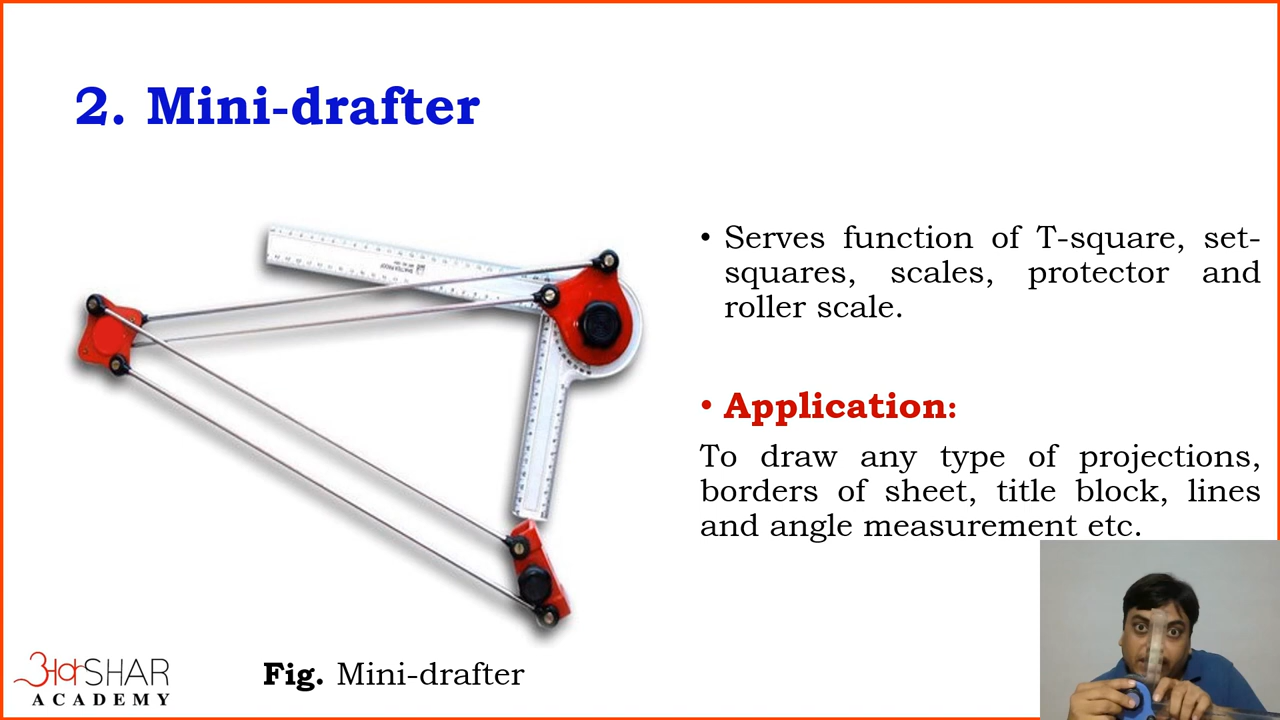 2. Mini-drafter
• Serves function of T-square, set-
squares, scales, protector and
roller scale.
• Application:
To draw any type of projections,
borders of sheet, title block, lines
and angle measurement etc.
Fig. Mini-drafter
अक्SHAR
ACADEMY